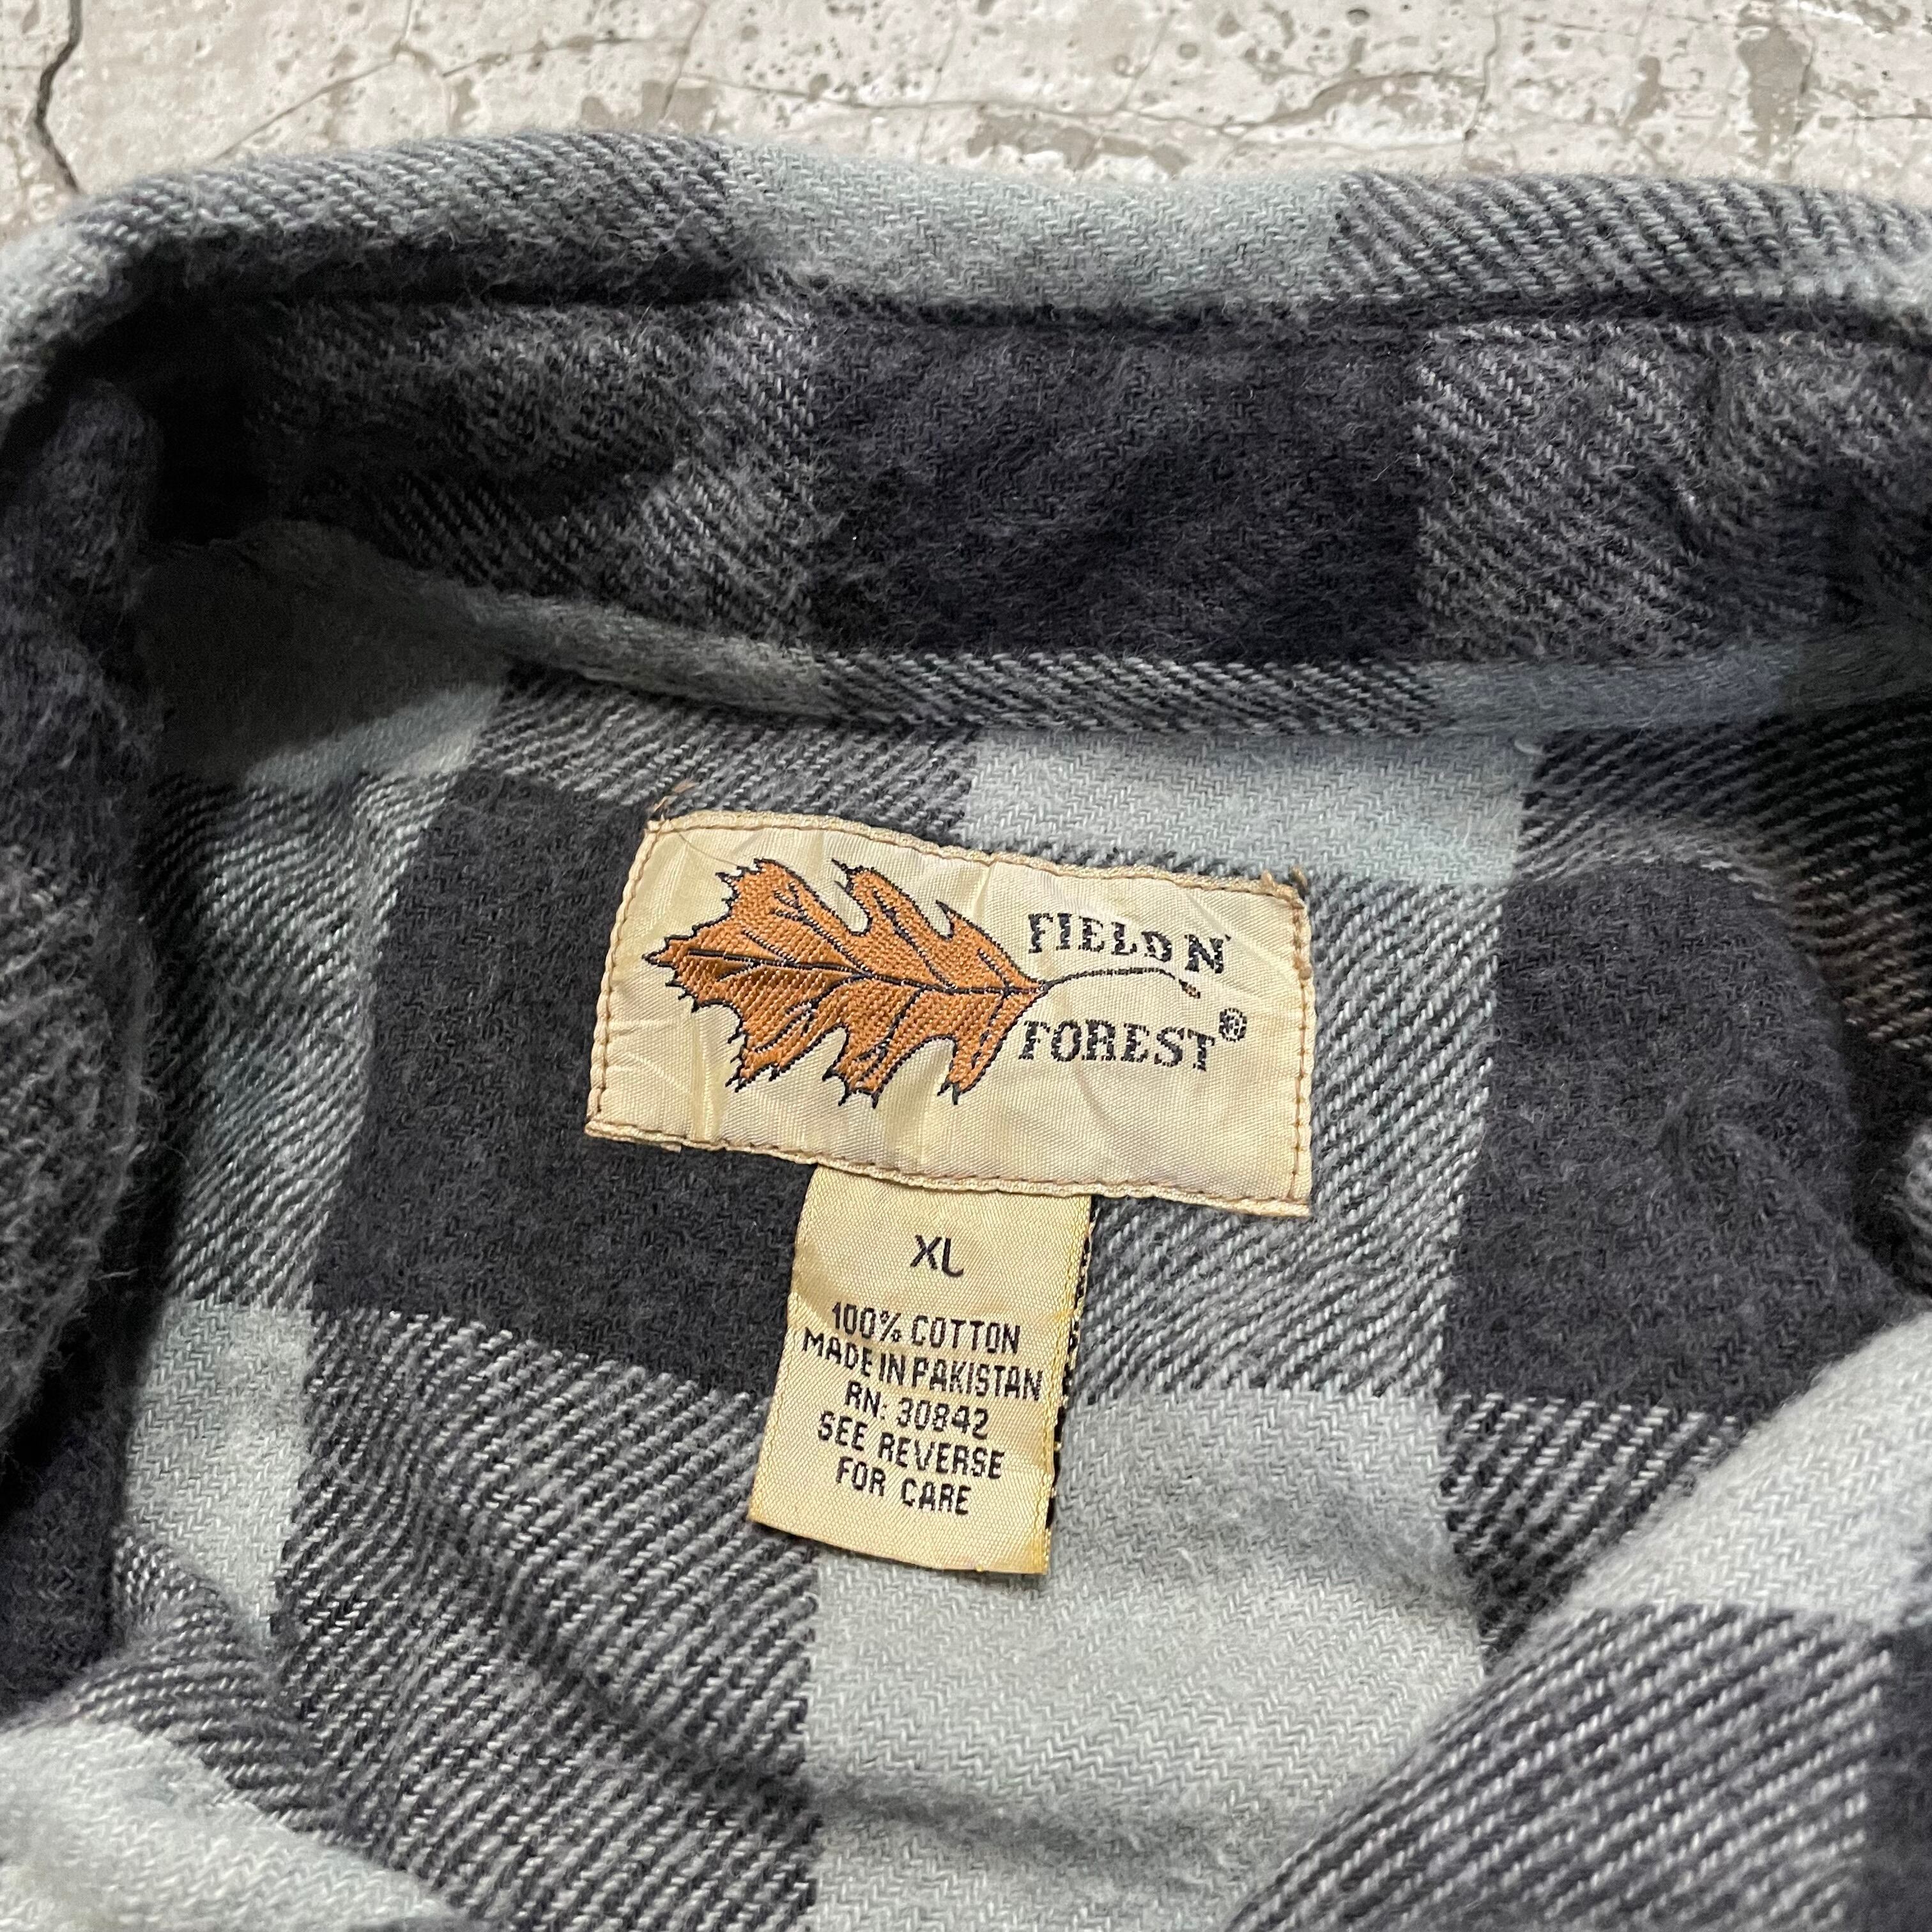 FIELD N'
FOREST®
XL
100% COTTON
MADE IN PAKISTAN
RN: 30842
SEE REVERSE
FOR CARE